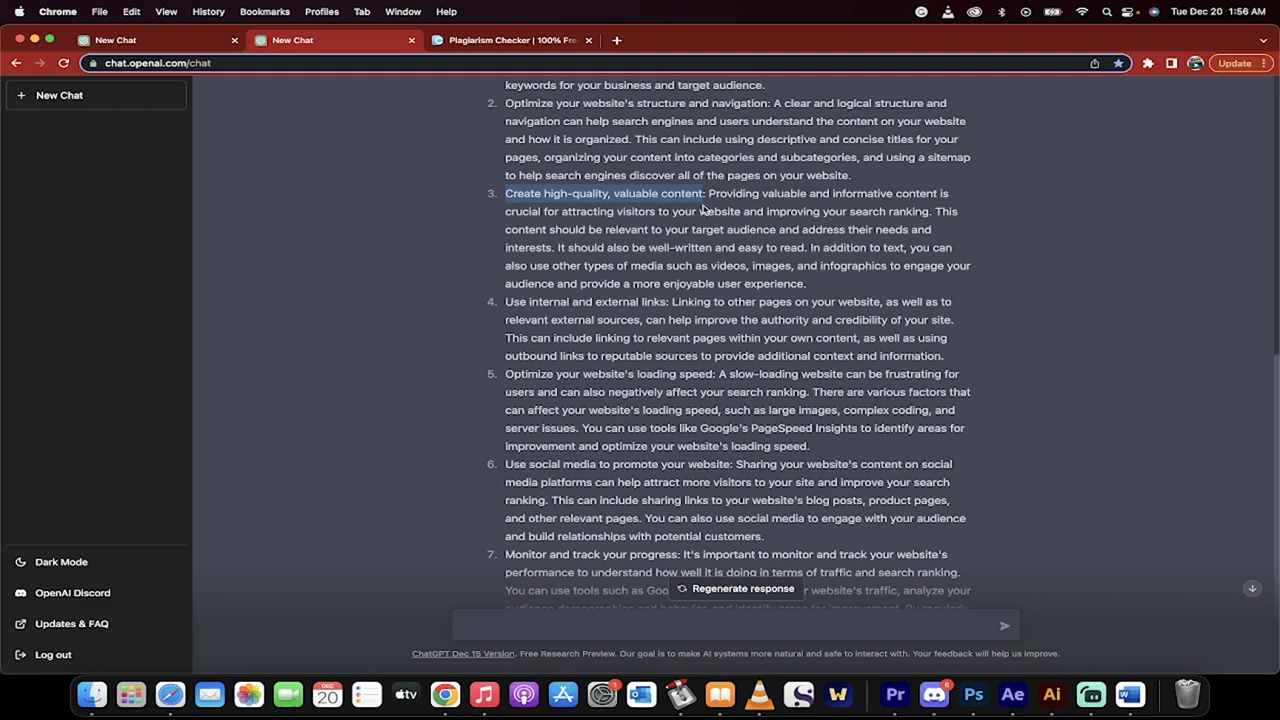 Chrome File Edit View History Bookmarks Profiles Tab Window Help Tue Dec 20 1:56 AM
New Chat New Chat Plagiarism Checker | 100% Fre
chat.openai.com/chat Update
New Chat
keywords for your business and target audience.
2. Optimize your website's structure and navigation: A clear and logical structure and
navigation can help search engines and users understand the content on your website
and how it is organized. This can include using descriptive and concise titles for your
pages, organizing your content into categories and subcategories, and using a sitemap
to help search engines discover all of the pages on your website.
3. Create high-quality, valuable content: Providing valuable and informative content is
crucial for attracting visitors to your website and improving your search ranking. This
content should be relevant to your target audience and address their needs and
interests. It should also be well-written and easy to read. In addition to text, you can
also use other types of media such as videos, images, and infographics to engage your
audience and provide a more enjoyable user experience.
4. Use internal and external links: Linking to other pages on your website, as well as to
relevant external sources, can help improve the authority and credibility of your site.
This can include linking to relevant pages within your own content, as well as using
outbound links to reputable sources to provide additional context and information.
5. Optimize your website's loading speed: A slow-loading website can be frustrating for
users and can also negatively affect your search ranking. There are various factors that
can affect your website's loading speed, such as large images, complex coding, and
server issues. You can use tools like Google's PageSpeed Insights to identify areas for
improvement and optimize your website's loading speed.
6. Use social media to promote your website: Sharing your website's content on social
media platforms can help attract more visitors to your site and improve your search
ranking. This can include sharing links to your website's blog posts, product pages,
and other relevant pages. You can also use social media to engage with your audience
and build relationships with potential customers.
7. Monitor and track your progress: It's important to monitor and track your website's
performance to understand how well it is doing in terms of traffic and search ranking.
You can use tools such as Goo r website's traffic, analyze your
Regenerate response
Dark Mode
OpenAI Discord
Updates & FAQ
Log out
ChatGPT Dec 15 Version. Free Research Preview. Our goal is to make AI systems more natural and safe to interact with. Your feedback will help us improve.
DEC
20
tv
1
6
W
Pr
Ps
Ae
Ai
W